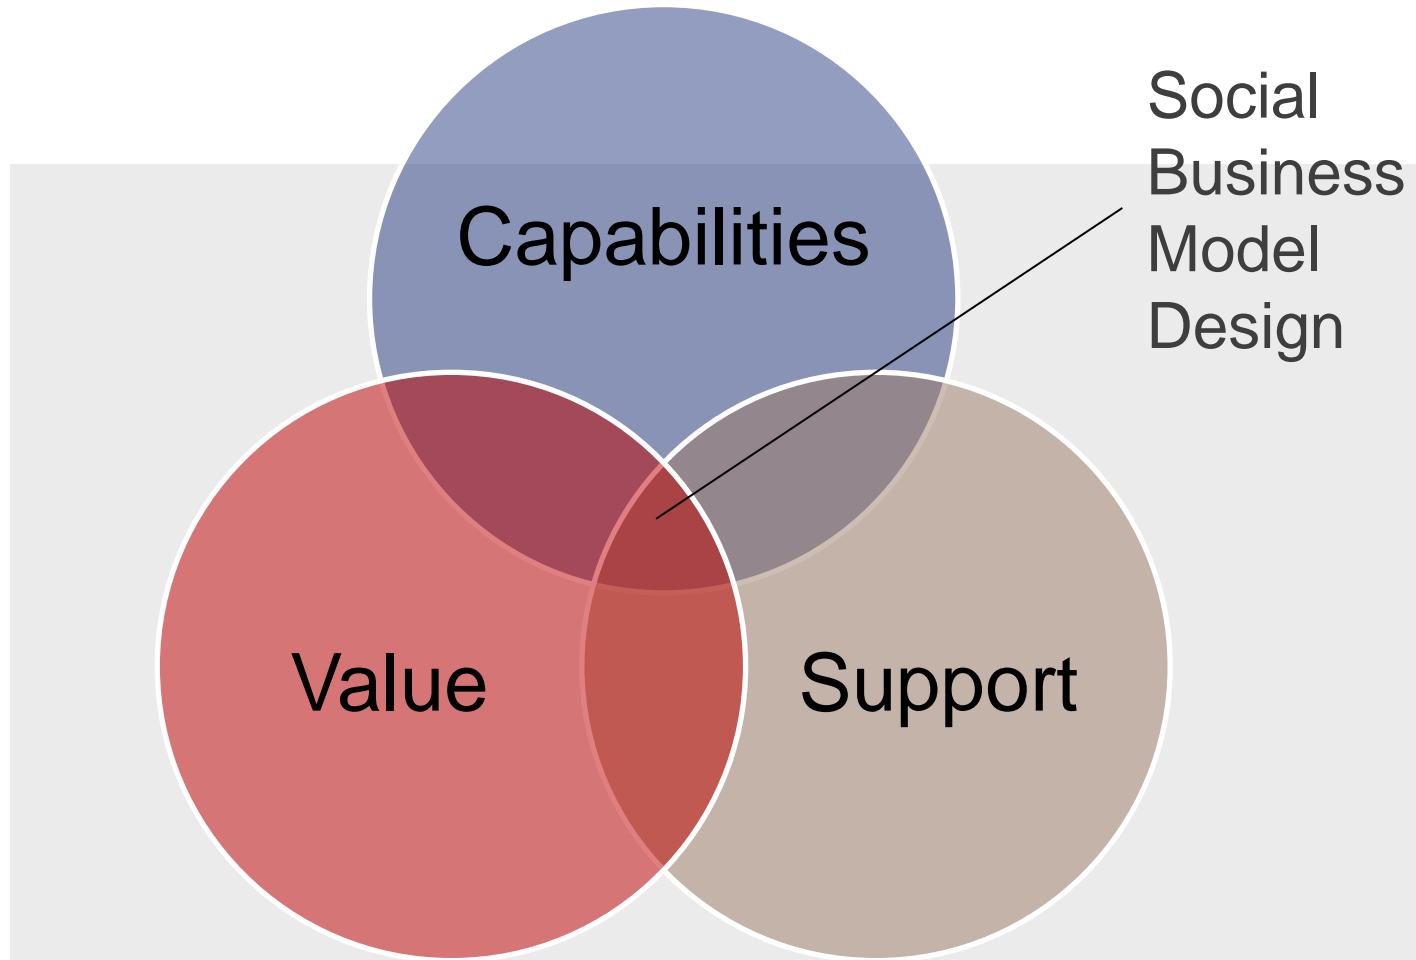 Social
Business
Model
Design
Capabilities
Value
Support